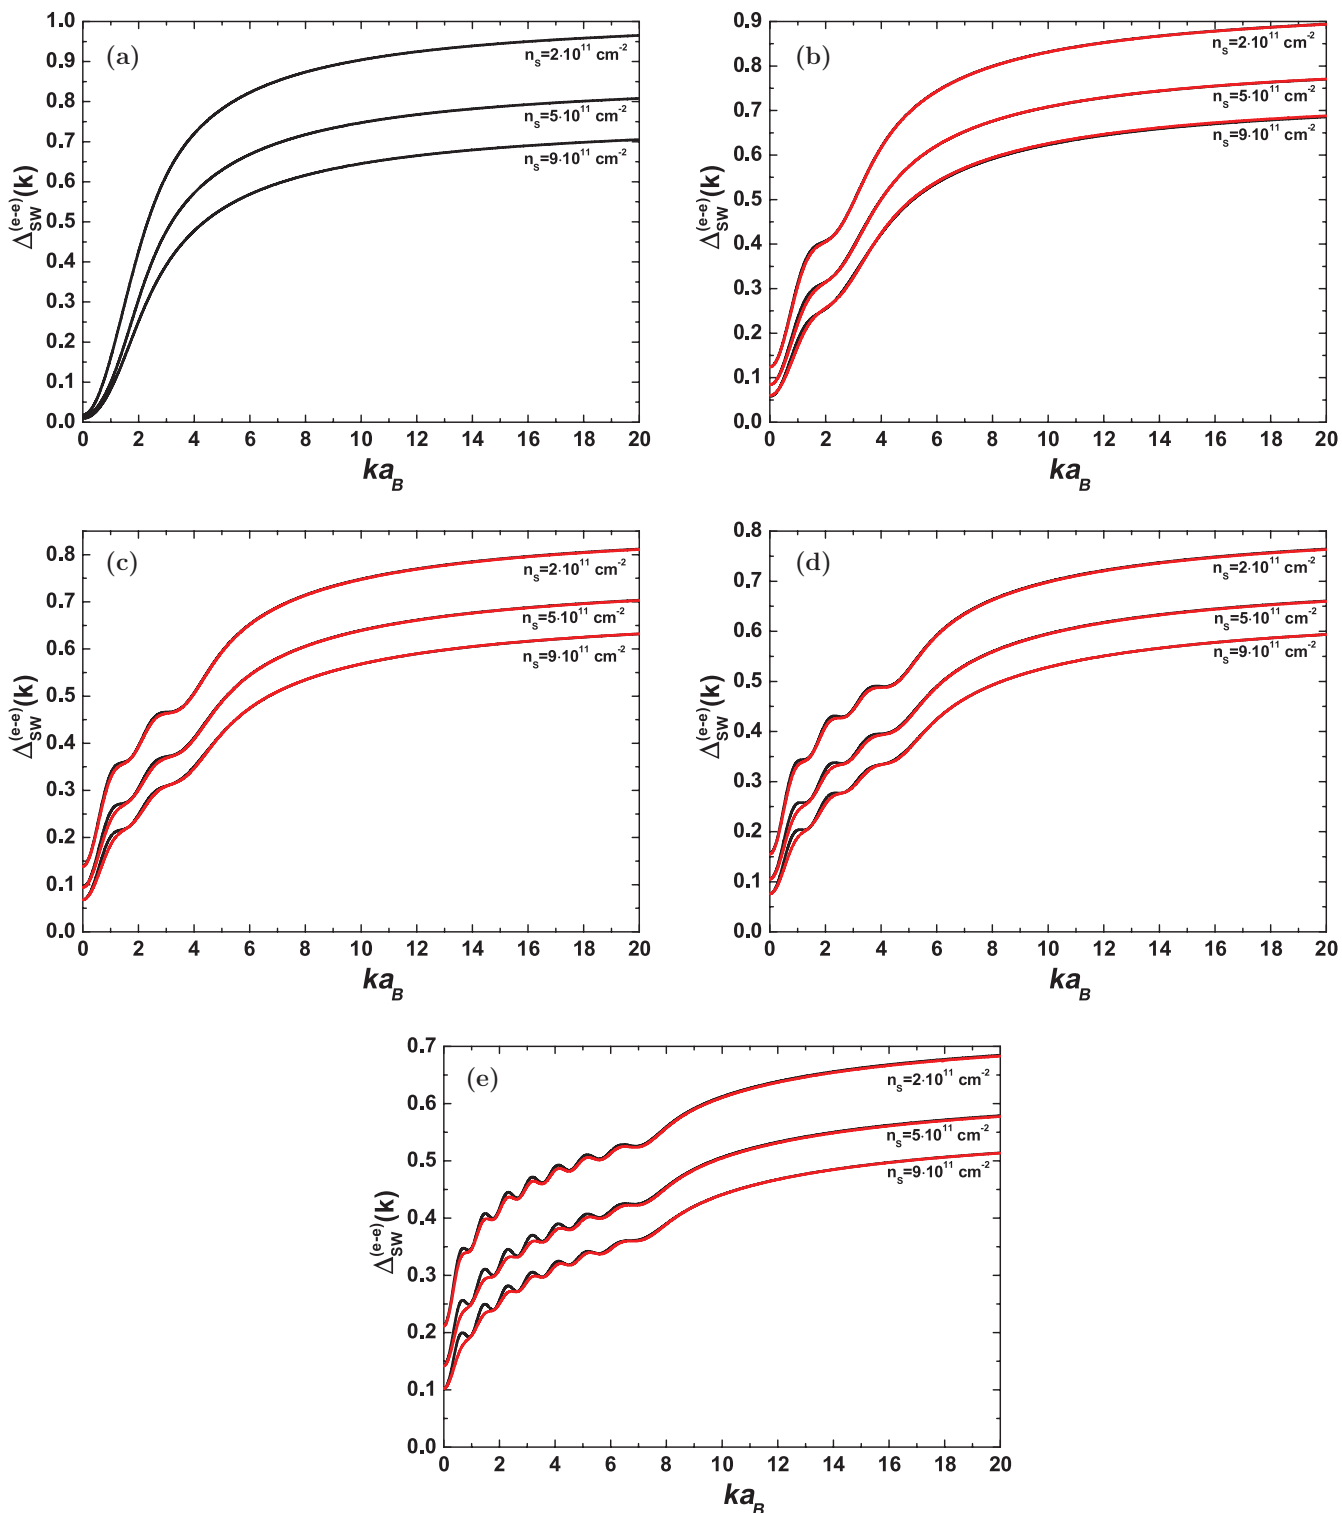 (a)
1.0
0.9
0.8
0.7
0.6
0.5
0.4
0.3
0.2
0.1
0.0
Δ_SW^(e-e)(k)
n_s=2·10^11 cm^-2
n_s=5·10^11 cm^-2
n_s=9·10^11 cm^-2
0 2 4 6 8 10 12 14 16 18 20
ka_B
(b)
0.9
0.8
0.7
0.6
0.5
0.4
0.3
0.2
0.1
0.0
Δ_SW^(e-e)(k)
n_s=2·10^11 cm^-2
n_s=5·10^11 cm^-2
n_s=9·10^11 cm^-2
0 2 4 6 8 10 12 14 16 18 20
ka_B
(c)
0.8
0.7
0.6
0.5
0.4
0.3
0.2
0.1
0.0
Δ_SW^(e-e)(k)
n_s=2·10^11 cm^-2
n_s=5·10^11 cm^-2
n_s=9·10^11 cm^-2
0 2 4 6 8 10 12 14 16 18 20
ka_B
(d)
0.8
0.7
0.6
0.5
0.4
0.3
0.2
0.1
0.0
Δ_SW^(e-e)(k)
n_s=2·10^11 cm^-2
n_s=5·10^11 cm^-2
n_s=9·10^11 cm^-2
0 2 4 6 8 10 12 14 16 18 20
ka_B
(e)
0.7
0.6
0.5
0.4
0.3
0.2
0.1
0.0
Δ_SW^(e-e)(k)
n_s=2·10^11 cm^-2
n_s=5·10^11 cm^-2
n_s=9·10^11 cm^-2
0 2 4 6 8 10 12 14 16 18 20
ka_B